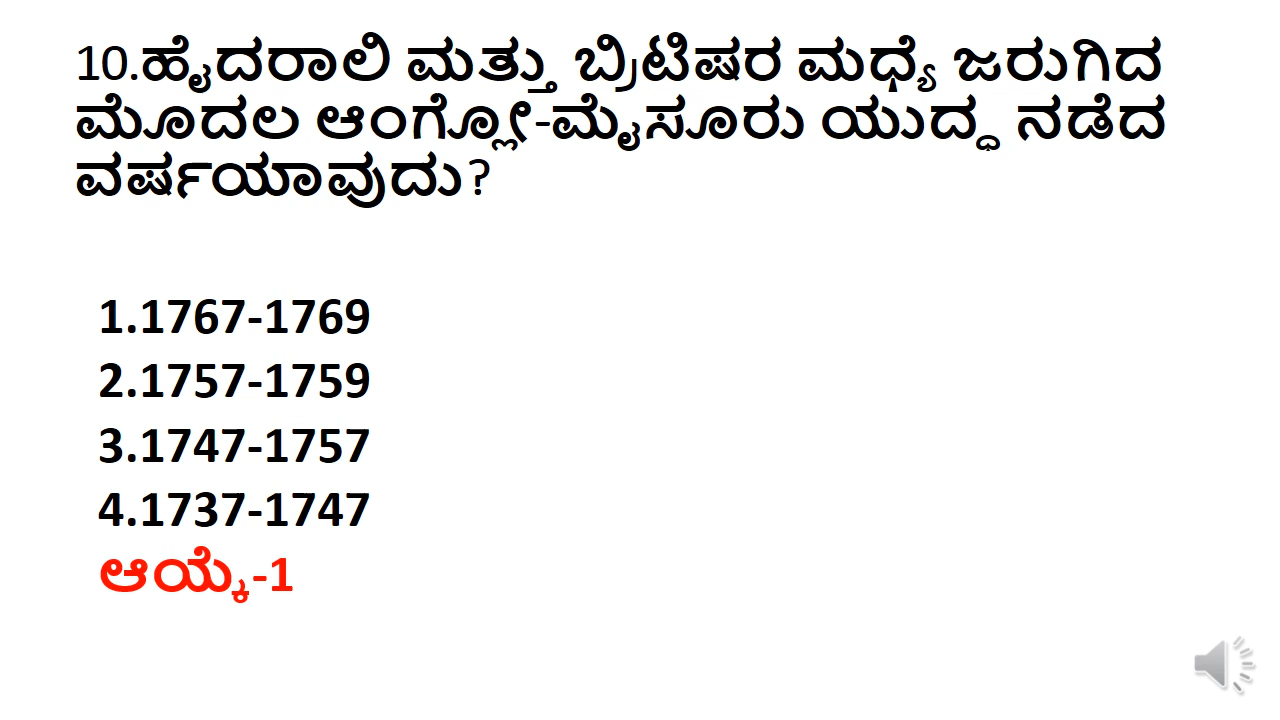 10.ಹೈದರಾಲಿ ಮತ್ತು ಬ್ರಿಟಿಷರ ಮಧ್ಯೆ ಜರುಗಿದ
ಮೊದಲ ಆಂಗ್ಲೋ-ಮೈಸೂರು ಯುದ್ಧ ನಡೆದ
ವರ್ಷಯಾವುದು?
1.1767-1769
2.1757-1759
3.1747-1757
4.1737-1747
ಆಯ್ಕೆ-1